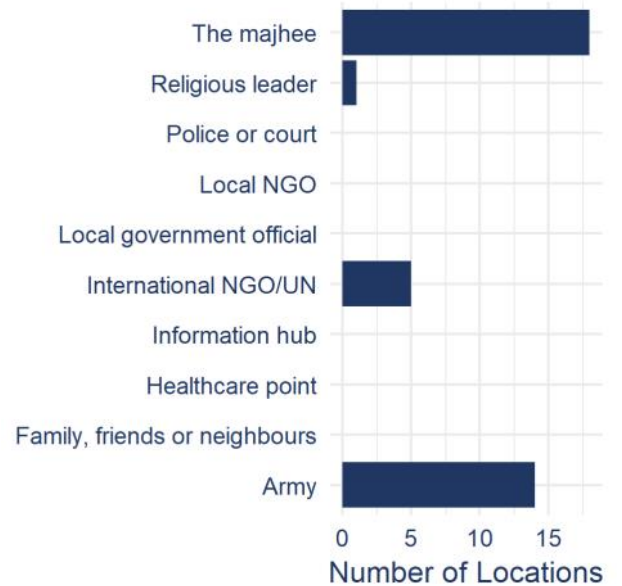 The majhee
Religious leader
Police or court
Local NGO
Local government official
International NGO/UN
Information hub
Healthcare point
Family, friends or neighbours
Army
0 5 10 15
Number of Locations